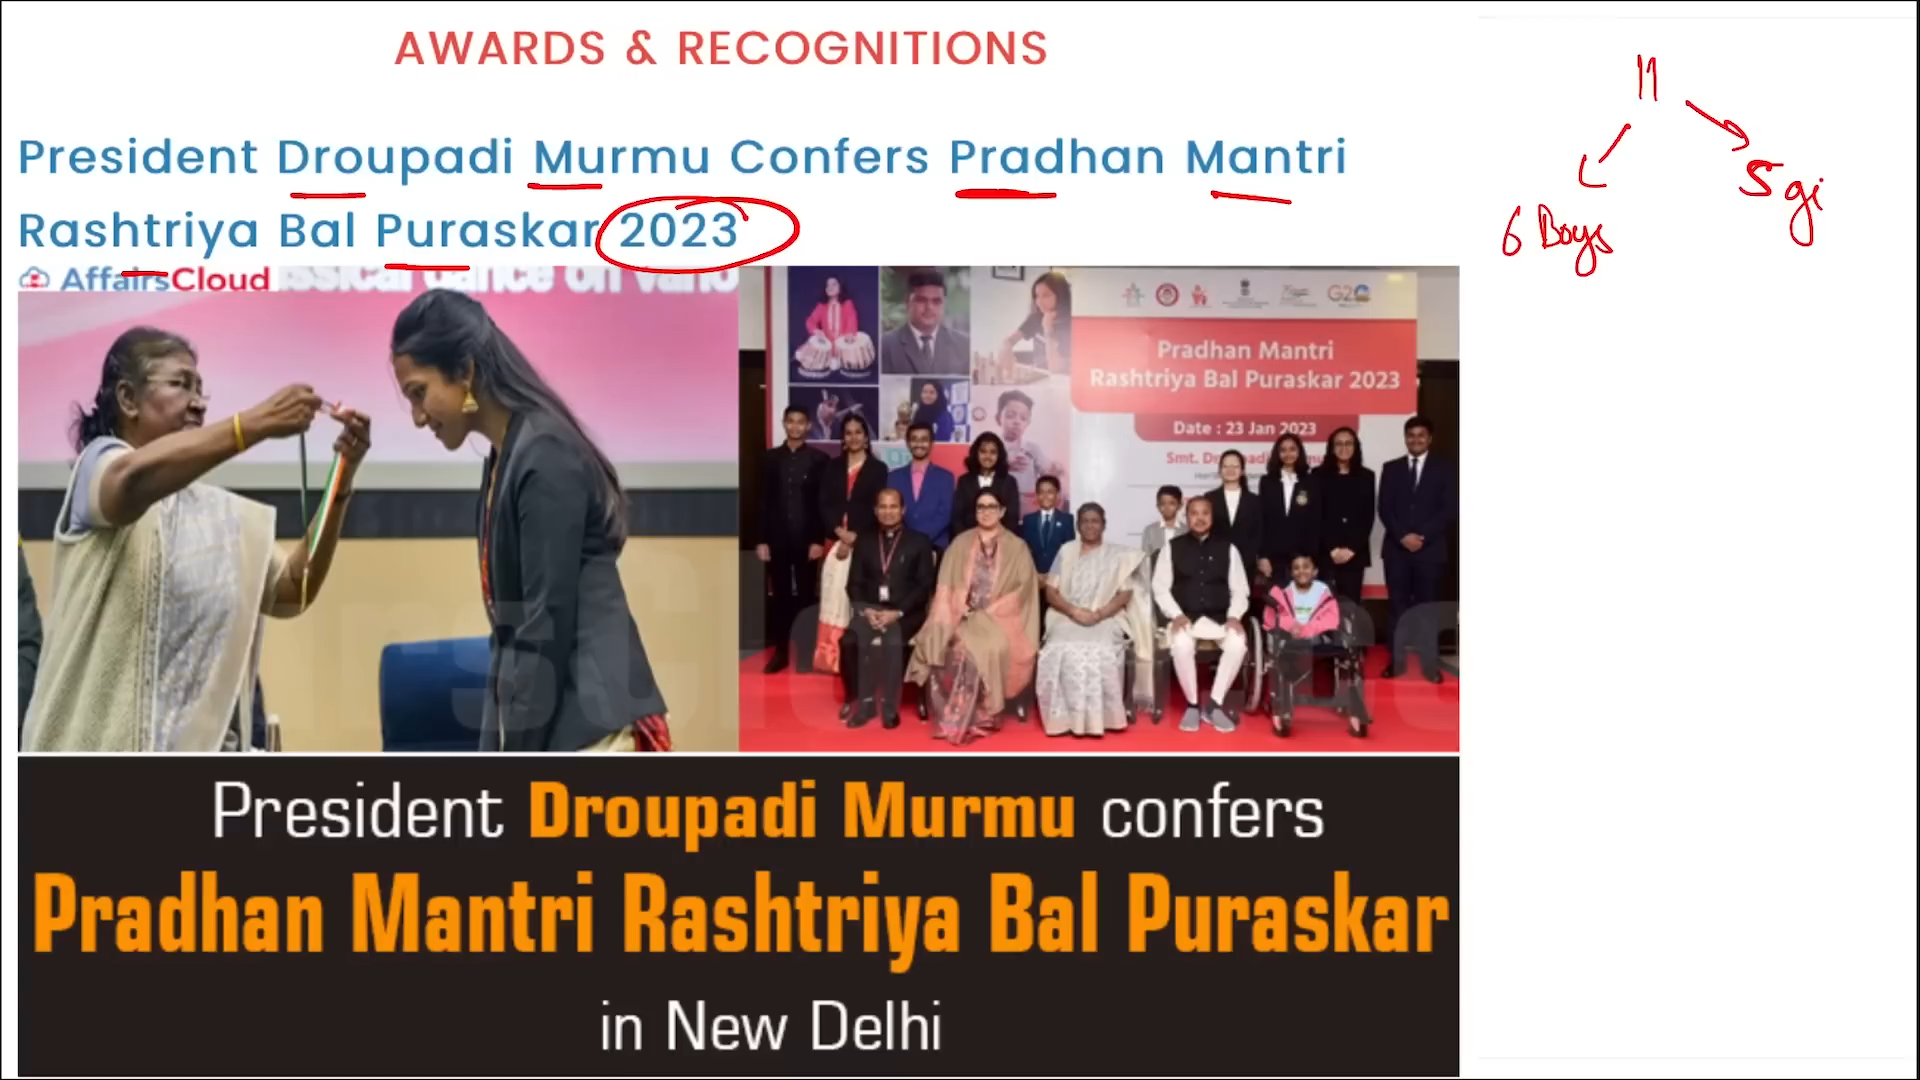 AWARDS & RECOGNITIONS
President Droupadi Murmu Confers Pradhan Mantri
Rashtriya Bal Puraskar 2023
11
6 Boys
5 gi
AffairsCloud
G20
Pradhan Mantri
Rashtriya Bal Puraskar 2023
Date : 23 Jan 2023
Smt.
President Droupadi Murmu confers
Pradhan Mantri Rashtriya Bal Puraskar
in New Delhi